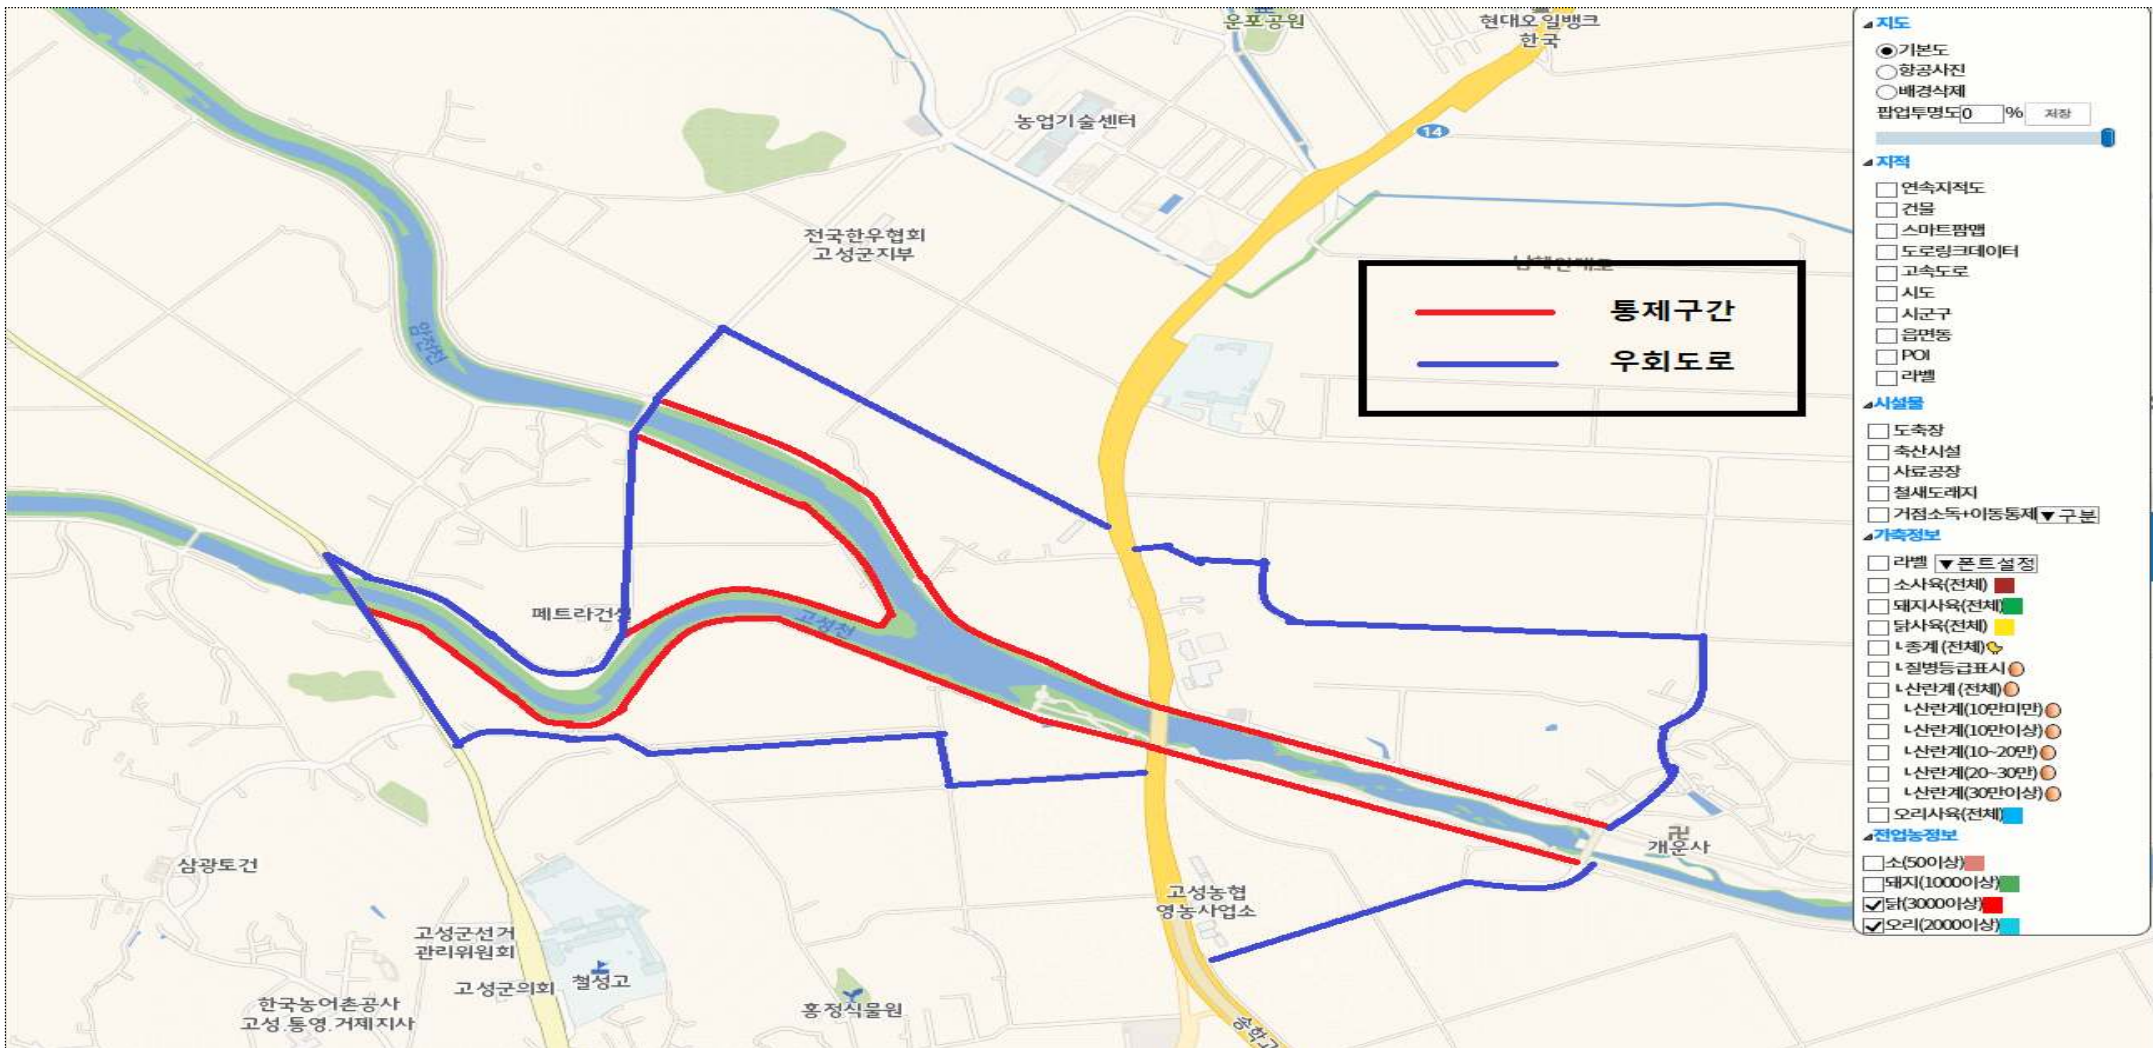 운포공원
현대오일뱅크
한국
농업기술센터
14
전국한우협회
고성군지부
통제구간
우회도로
암전천
페트라건설
고성천
개운사
삼광토건
고성군선거
관리위원회
고성군의회
철성고
한국농어촌공사
고성.통영.거제지사
홍정식물원
고성농협
영농사업소
지도
기본도
항공사진
배경삭제
팝업투명도 0 % 저장
지적
연속지적도
건물
스마트팜맵
도로링크데이터
고속도로
시도
시군구
읍면동
POI
라벨
시설물
도축장
축산시설
사료공장
철새도래지
거점소독+이동통제 ▼구분
가축정보
라벨 ▼폰트설정
소사육(전체)
돼지사육(전체)
닭사육(전체)
┗종계(전체)
┗질병등급표시
┗산란계(전체)
┗산란계(10만미만)
┗산란계(10만이상)
┗산란계(10~20만)
┗산란계(20~30만)
┗산란계(30만이상)
오리사육(전체)
전업농정보
소(50이상)
돼지(1000이상)
닭(3000이상)
오리(2000이상)